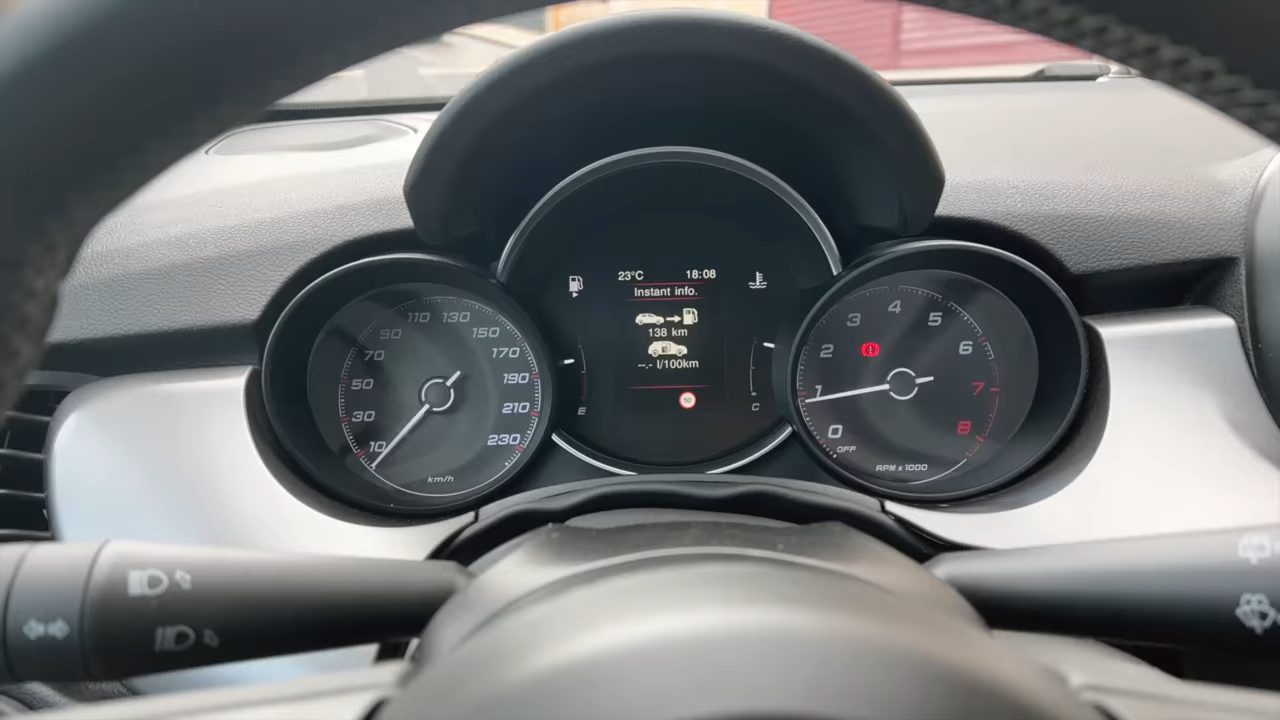 23°C 18:08
Instant info.
138 km
--.- l/100km
50
E
C
10
30
50
70
90
110
130
150
170
190
210
230
km/h
OFF
0
1
2
3
4
5
6
7
8
RPM x 1000